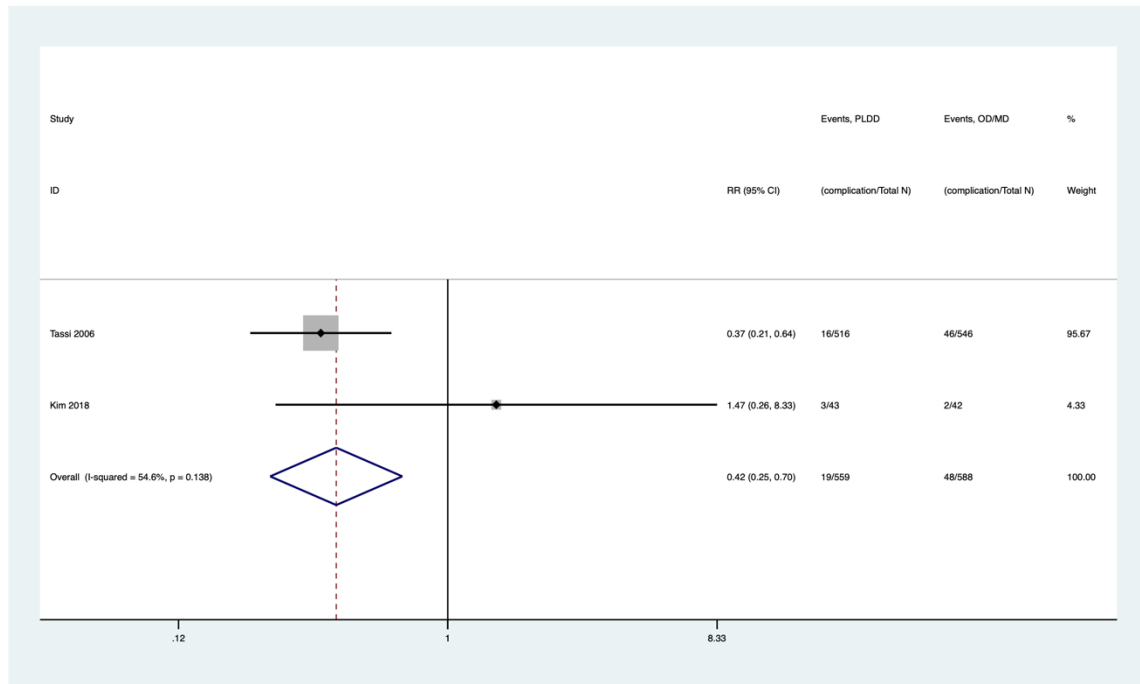 Study Events, PLDD Events, OD/MD %
ID RR (95% CI) (complication/Total N) (complication/Total N) Weight
Tassi 2006 0.37 (0.21, 0.64) 16/516 46/546 95.67
Kim 2018 1.47 (0.26, 8.33) 3/43 2/42 4.33
Overall (I-squared = 54.6%, p = 0.138) 0.42 (0.25, 0.70) 19/559 48/588 100.00
.12 1 8.33